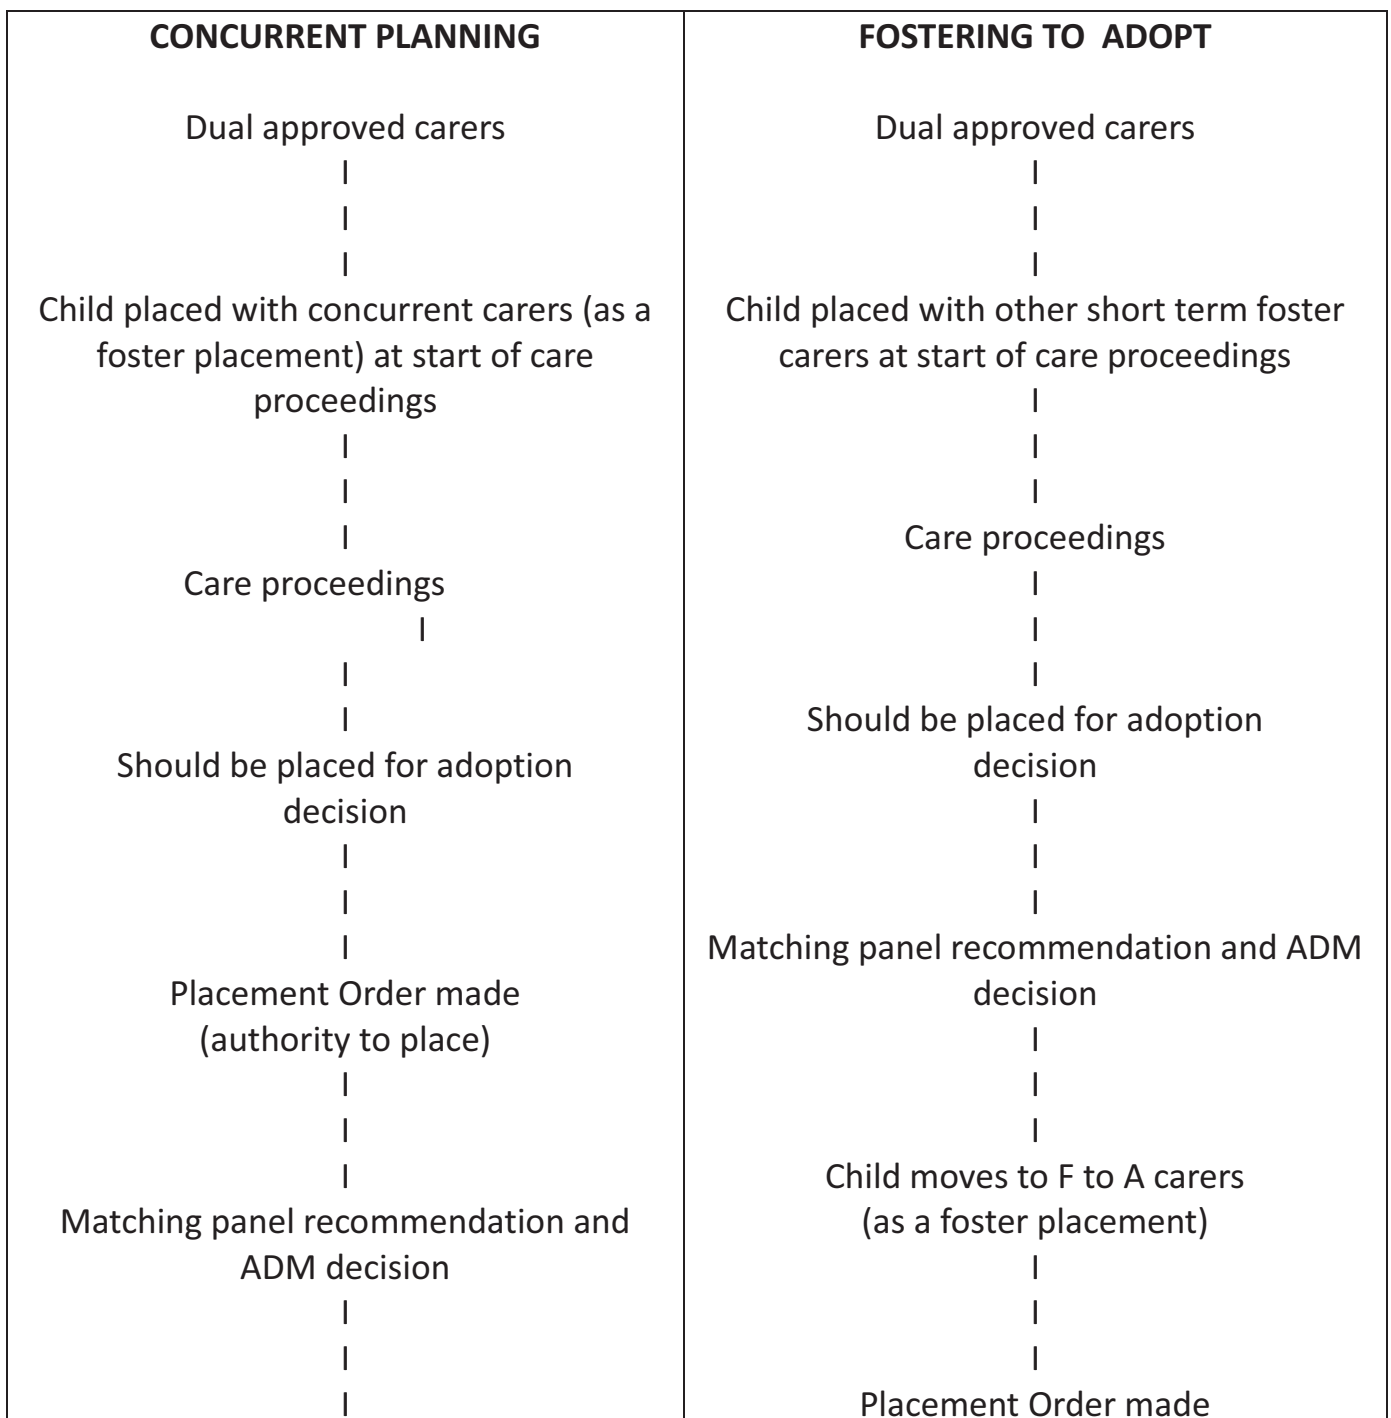 CONCURRENT PLANNING
Dual approved carers
I
I
I
Child placed with concurrent carers (as a
foster placement) at start of care
proceedings
I
I
I
Care proceedings
I
I
I
Should be placed for adoption
decision
I
I
I
Placement Order made
(authority to place)
I
I
I
Matching panel recommendation and
ADM decision
I
I
I
FOSTERING TO  ADOPT
Dual approved carers
I
I
I
Child placed with other short term foster
carers at start of care proceedings
I
I
I
Care proceedings
I
I
I
Should be placed for adoption
decision
I
I
I
Matching panel recommendation and ADM
decision
I
I
I
Child moves to F to A carers
(as a foster placement)
I
I
I
Placement Order made